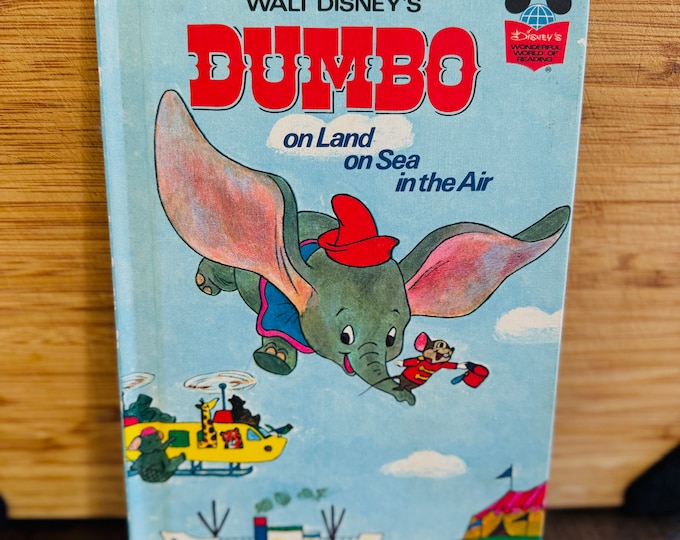 WALT DISNEY'S
DUMBO
on Land
on Sea
in the Air
DISNEY'S
WONDERFUL
WORLD OF
READING
®